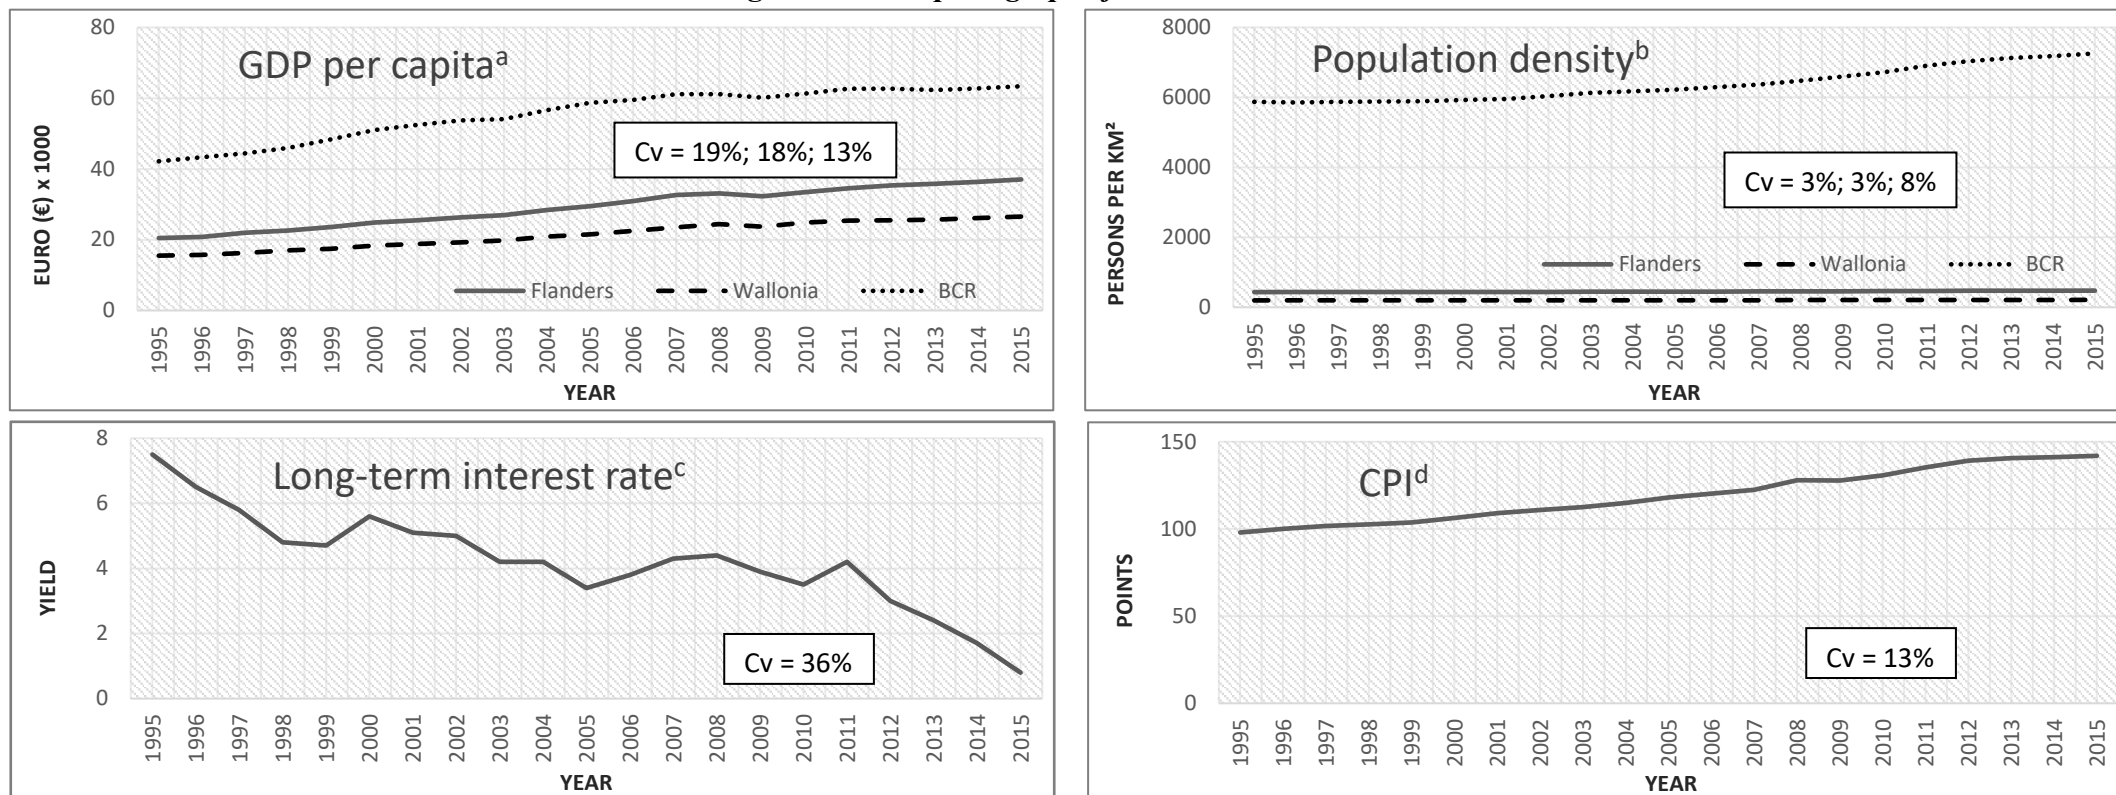 GDP per capitaᵃ
80
60
40
20
0
EURO (€) x 1000
Cv = 19%; 18%; 13%
Flanders Wallonia BCR
1995 1996 1997 1998 1999 2000 2001 2002 2003 2004 2005 2006 2007 2008 2009 2010 2011 2012 2013 2014 2015
YEAR
Population densityᵇ
8000
6000
4000
2000
0
PERSONS PER KM²
Cv = 3%; 3%; 8%
Flanders Wallonia BCR
1995 1996 1997 1998 1999 2000 2001 2002 2003 2004 2005 2006 2007 2008 2009 2010 2011 2012 2013 2014 2015
YEAR
Long-term interest rateᶜ
8
6
4
2
0
YIELD
Cv = 36%
1995 1996 1997 1998 1999 2000 2001 2002 2003 2004 2005 2006 2007 2008 2009 2010 2011 2012 2013 2014 2015
YEAR
CPIᵈ
150
100
50
0
POINTS
Cv = 13%
1995 1996 1997 1998 1999 2000 2001 2002 2003 2004 2005 2006 2007 2008 2009 2010 2011 2012 2013 2014 2015
YEAR